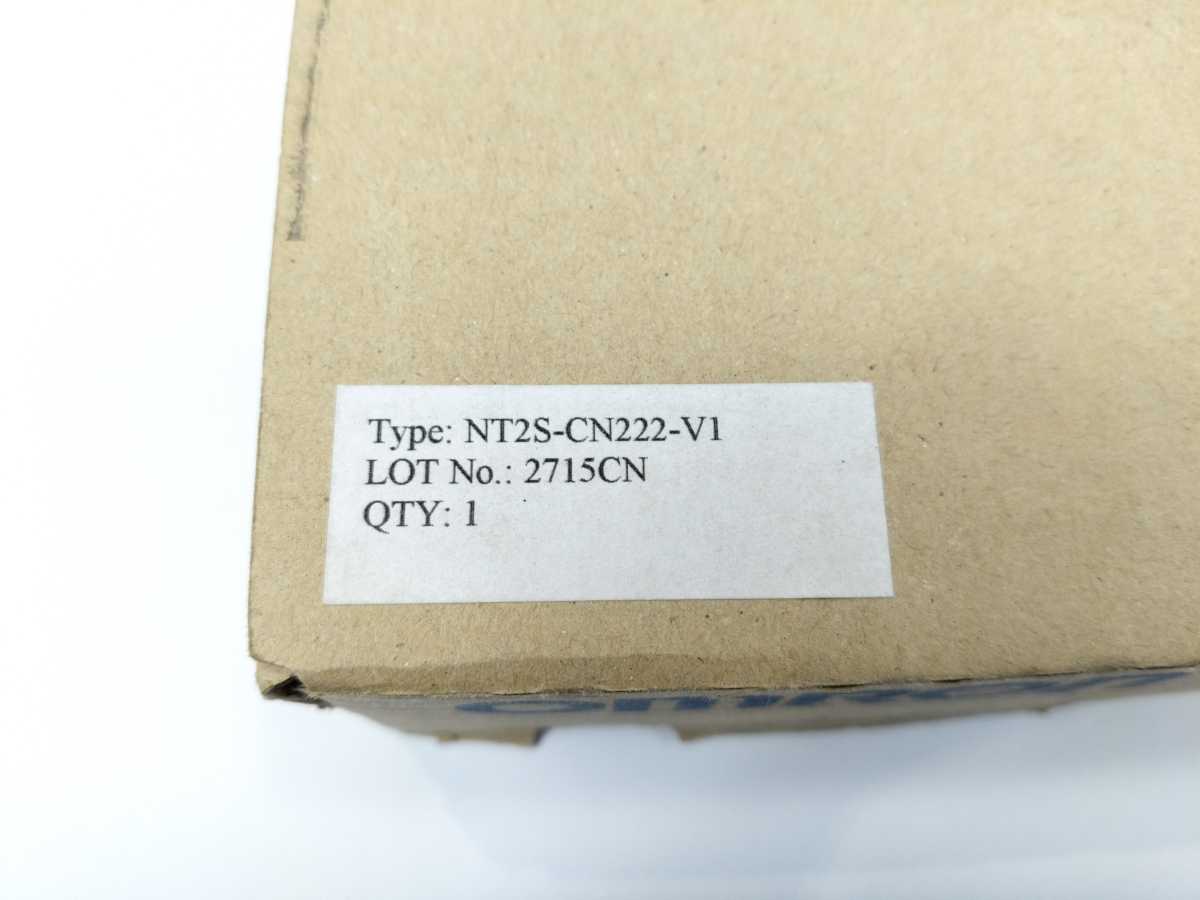 Type: NT2S-CN222-V1
LOT No.: 2715CN
QTY: 1